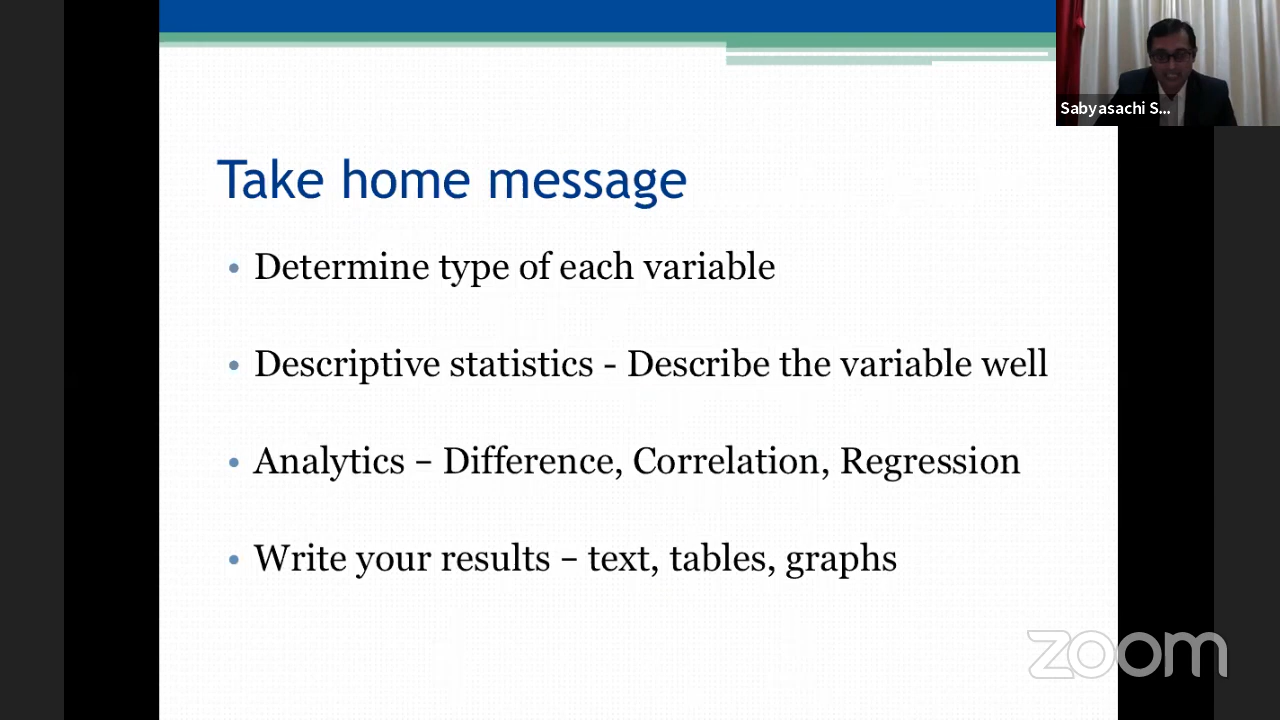 Sabyasachi S...
Take home message
• Determine type of each variable
• Descriptive statistics - Describe the variable well
• Analytics – Difference, Correlation, Regression
• Write your results – text, tables, graphs
zoom